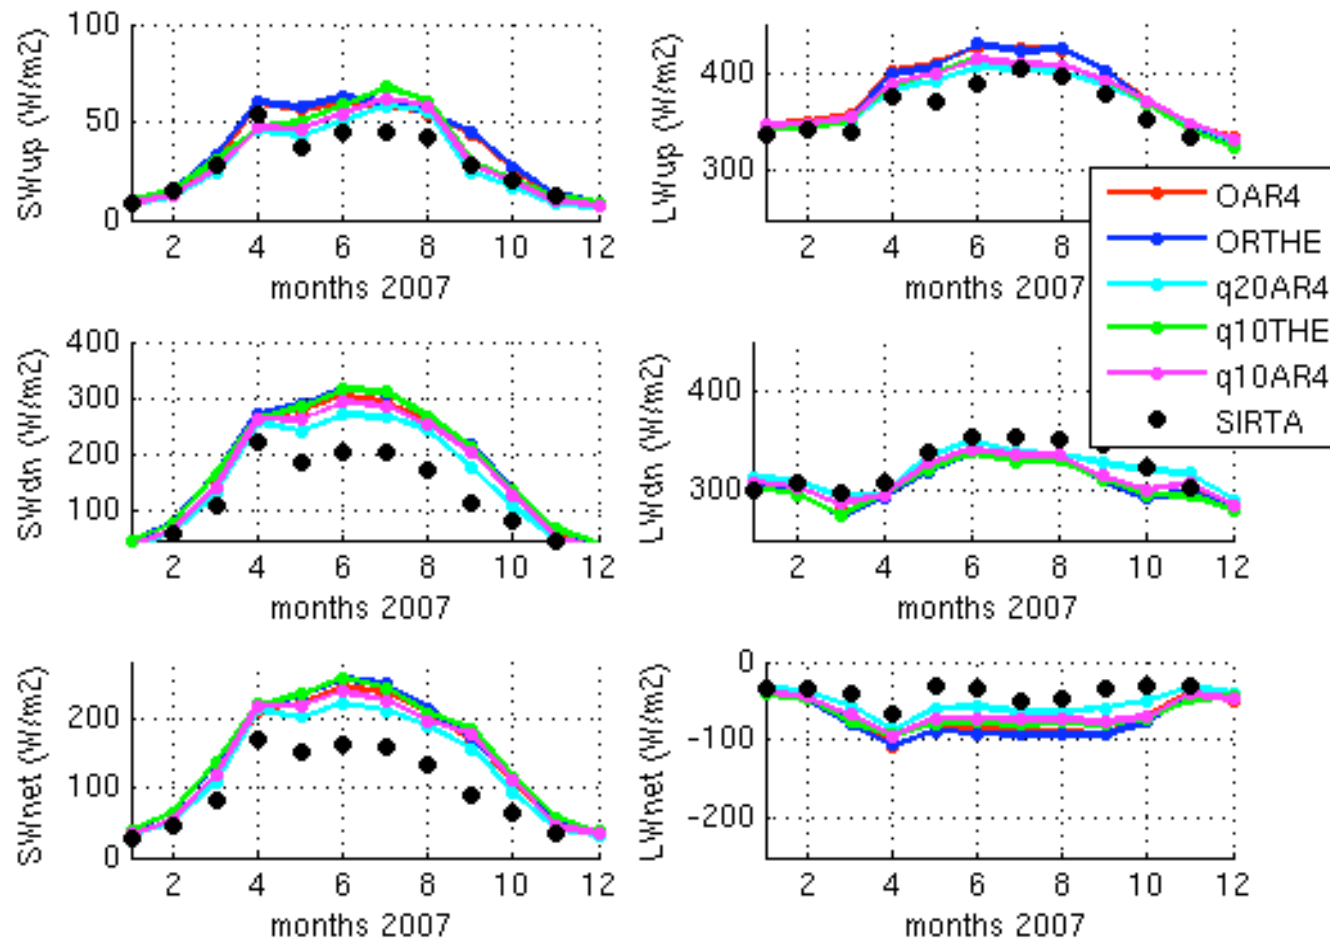 SWup (W/m2)
100
50
0
2 4 6 8 10 12
months 2007
LWup (W/m2)
400
300
2 4 6 8
months 2007
OAR4
ORTHE
q20AR4
q10THE
q10AR4
SIRTA
SWdn (W/m2)
400
300
200
100
2 4 6 8 10 12
months 2007
LWdn (W/m2)
400
300
2 4 6 8 10 12
months 2007
SWnet (W/m2)
200
100
0
2 4 6 8 10 12
months 2007
LWnet (W/m2)
0
-100
-200
2 4 6 8 10 12
months 2007